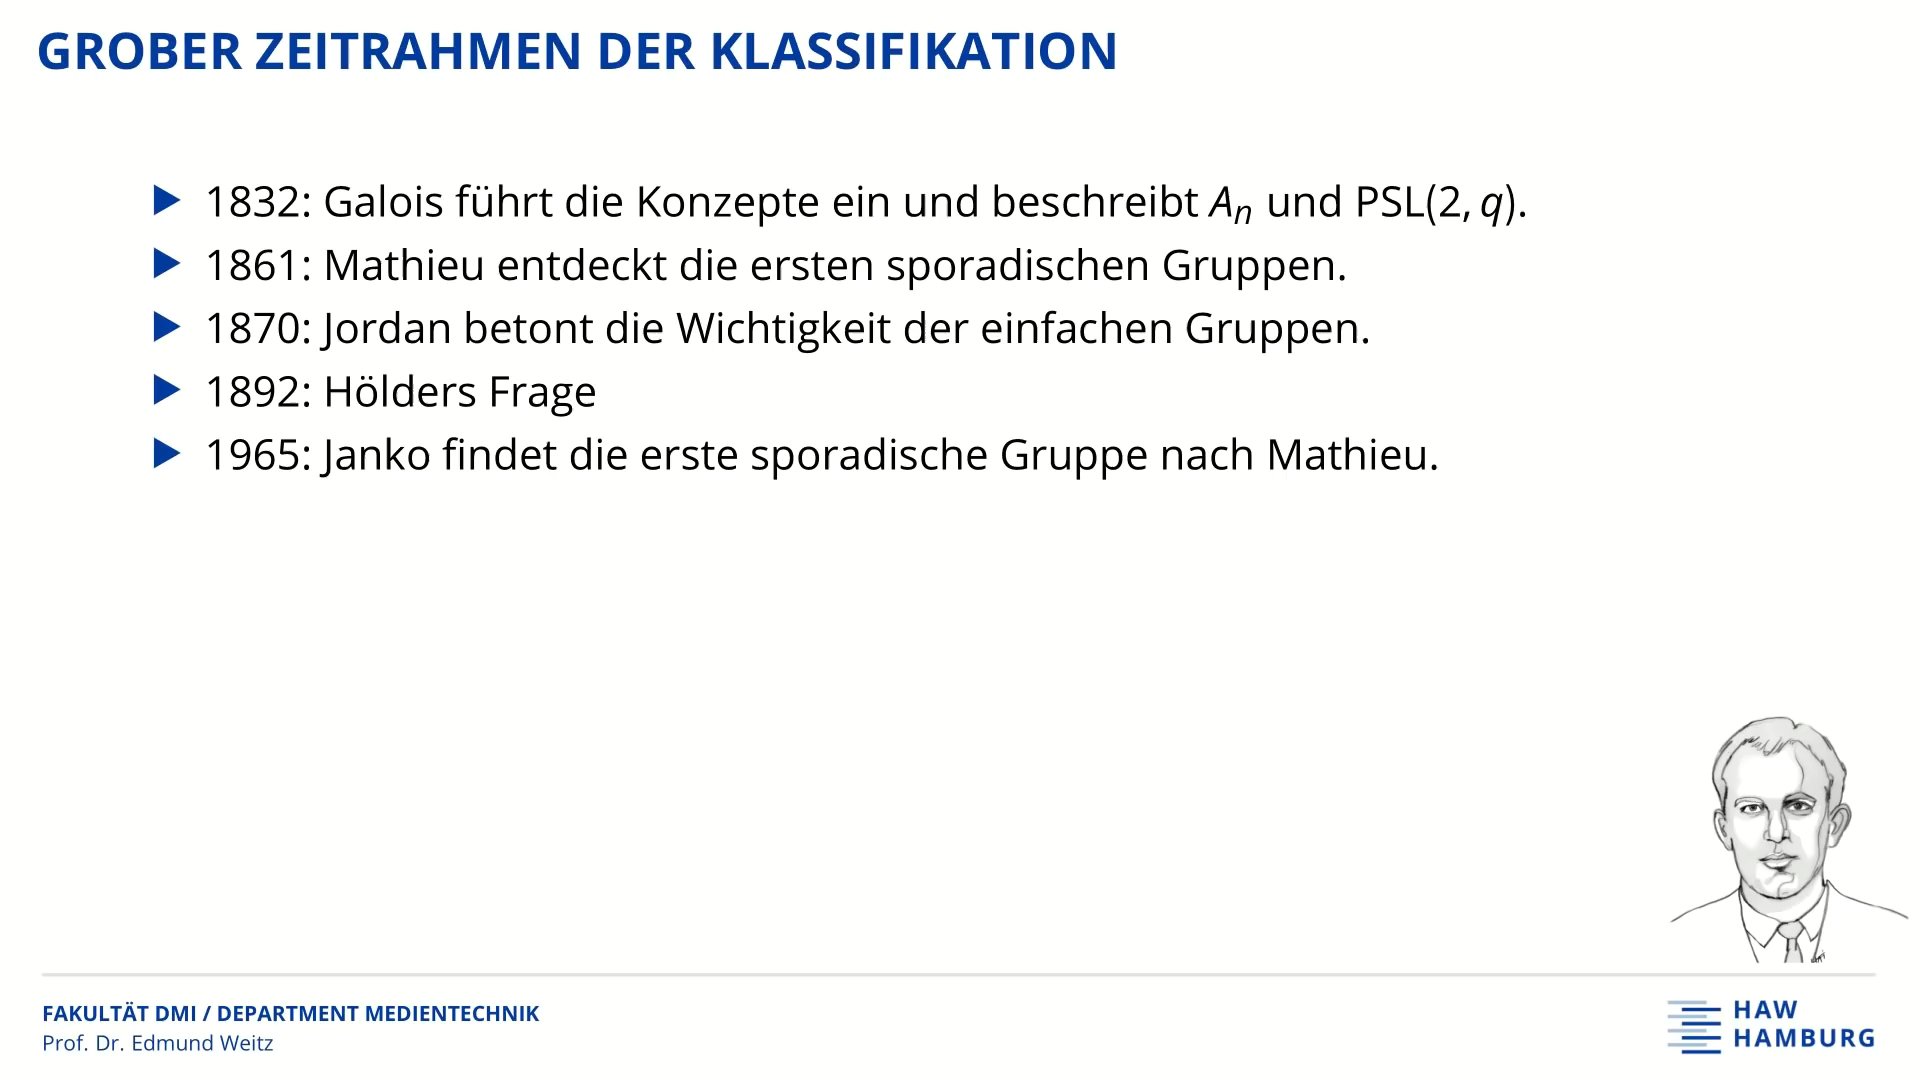 GROBER ZEITRAHMEN DER KLASSIFIKATION
1832: Galois führt die Konzepte ein und beschreibt Aₙ und PSL(2, q).
1861: Mathieu entdeckt die ersten sporadischen Gruppen.
1870: Jordan betont die Wichtigkeit der einfachen Gruppen.
1892: Hölders Frage
1965: Janko findet die erste sporadische Gruppe nach Mathieu.
FAKULTÄT DMI / DEPARTMENT MEDIENTECHNIK
Prof. Dr. Edmund Weitz
HAW
HAMBURG